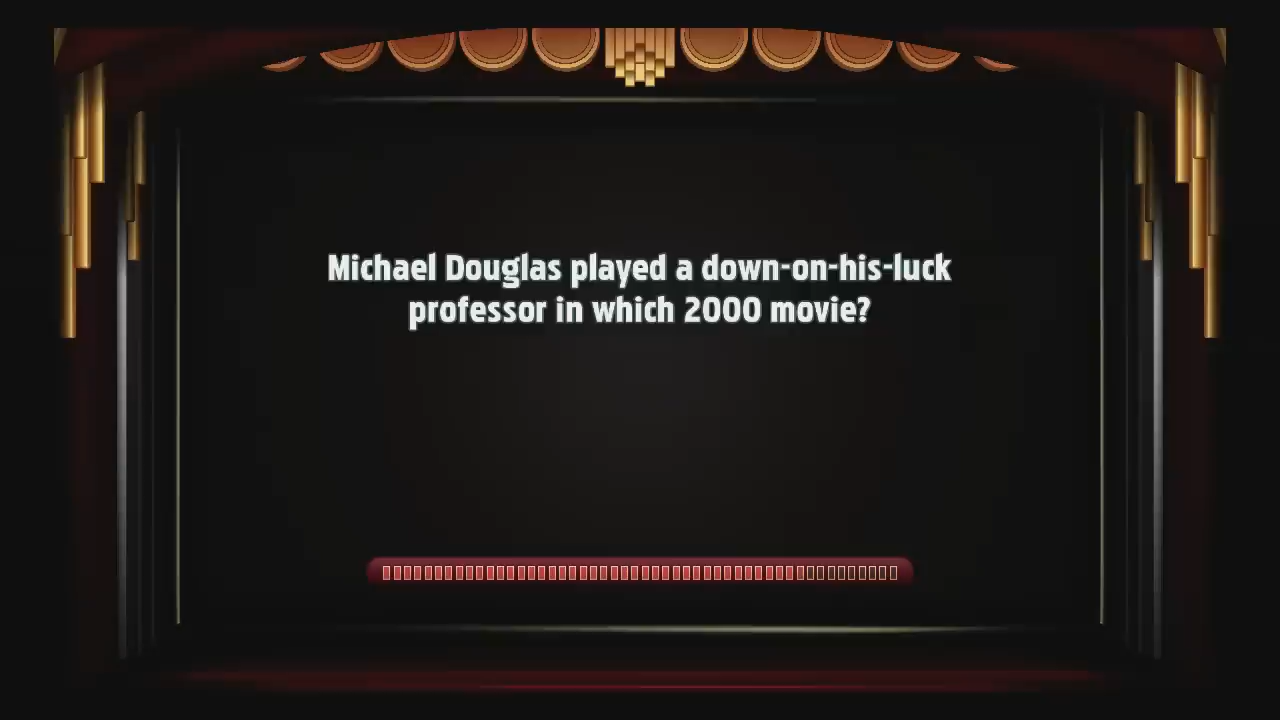 Michael Douglas played a down-on-his-luck
professor in which 2000 movie?